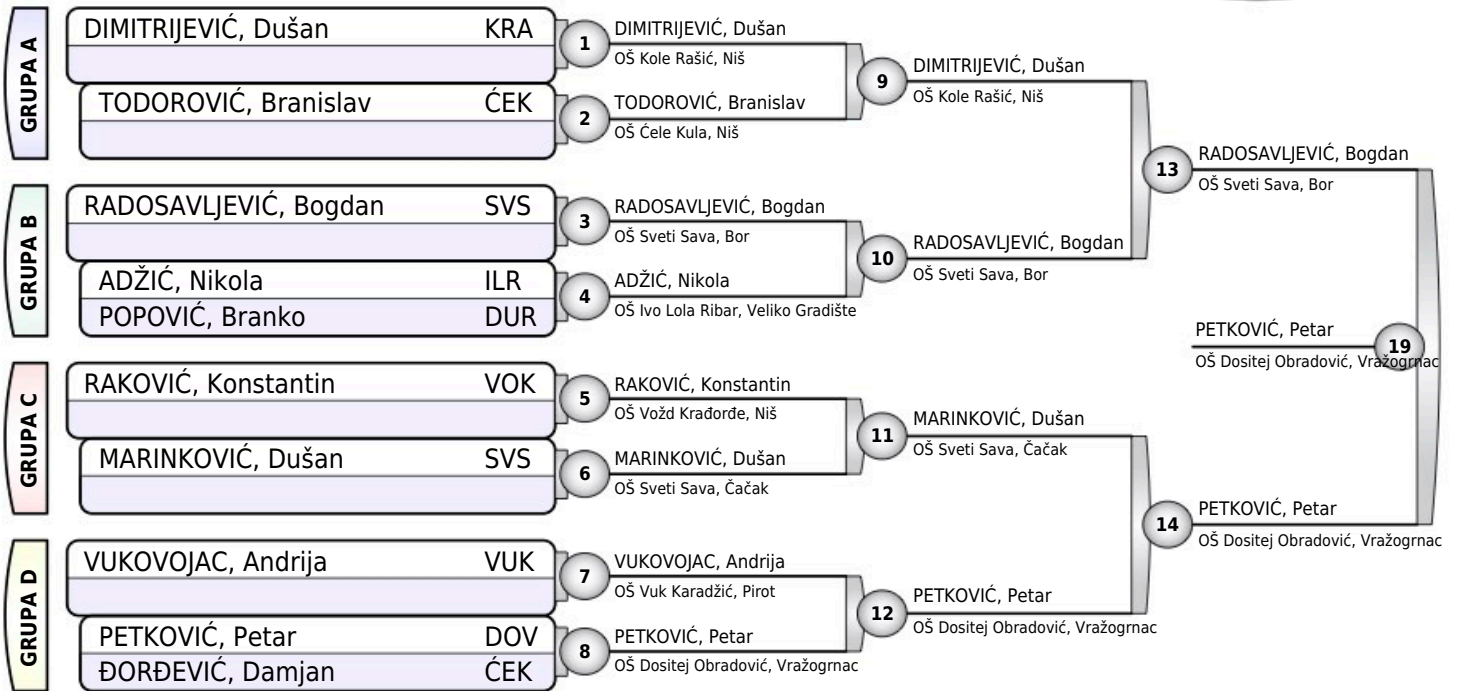 GRUPA A
DIMITRIJEVIĆ, Dušan KRA
TODOROVIĆ, Branislav ĆEK
GRUPA B
RADOSAVLJEVIĆ, Bogdan SVS
ADŽIĆ, Nikola ILR
POPOVIĆ, Branko DUR
GRUPA C
RAKOVIĆ, Konstantin VOK
MARINKOVIĆ, Dušan SVS
GRUPA D
VUKOVOJAC, Andrija VUK
PETKOVIĆ, Petar DOV
ĐORĐEVIĆ, Damjan ĆEK
1
DIMITRIJEVIĆ, Dušan
OŠ Kole Rašić, Niš
2
TODOROVIĆ, Branislav
OŠ Ćele Kula, Niš
3
RADOSAVLJEVIĆ, Bogdan
OŠ Sveti Sava, Bor
4
ADŽIĆ, Nikola
OŠ Ivo Lola Ribar, Veliko Gradište
5
RAKOVIĆ, Konstantin
OŠ Vožd Krađorđe, Niš
6
MARINKOVIĆ, Dušan
OŠ Sveti Sava, Čačak
7
VUKOVOJAC, Andrija
OŠ Vuk Karadžić, Pirot
8
PETKOVIĆ, Petar
OŠ Dositej Obradović, Vražogrnac
9
DIMITRIJEVIĆ, Dušan
OŠ Kole Rašić, Niš
10
RADOSAVLJEVIĆ, Bogdan
OŠ Sveti Sava, Bor
11
MARINKOVIĆ, Dušan
OŠ Sveti Sava, Čačak
12
PETKOVIĆ, Petar
OŠ Dositej Obradović, Vražogrnac
13
RADOSAVLJEVIĆ, Bogdan
OŠ Sveti Sava, Bor
14
PETKOVIĆ, Petar
OŠ Dositej Obradović, Vražogrnac
PETKOVIĆ, Petar
19
OŠ Dositej Obradović, Vražogrnac